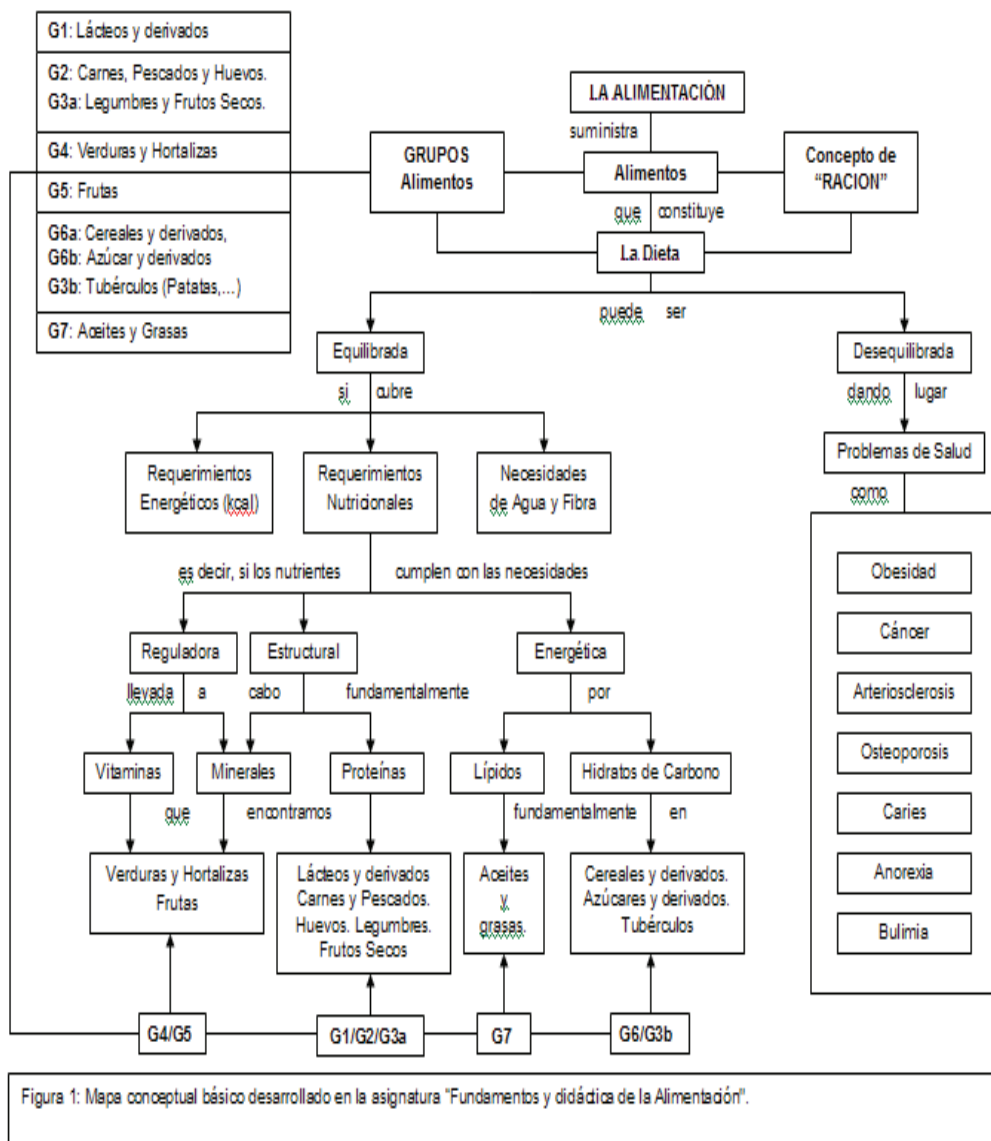 G1: Lácteos y derivados
G2: Carnes, Pescados y Huevos.
G3a: Legumbres y Frutos Secos.
G4: Verduras y Hortalizas
G5: Frutas
G6a: Cereales y derivados,
G6b: Azúcar y derivados
G3b: Tubérculos (Patatas,...)
G7: Aceites y Grasas
LA ALIMENTACIÓN
suministra
GRUPOS
Alimentos
Alimentos
Concepto de
“RACION”
que constituye
La Dieta
puede ser
Equilibrada
Desequilibrada
si cubre
dando lugar
Requerimientos
Energéticos (kcal)
Requerimientos
Nutricionales
Necesidades
de Agua y Fibra
Problemas de Salud
como
es decir, si los nutrientes cumplen con las necesidades
Reguladora
Estructural
Energética
llevada a cabo fundamentalmente por
Vitaminas
Minerales
Proteínas
Lípidos
Hidratos de Carbono
que encontramos fundamentalmente en
Verduras y Hortalizas
Frutas
Lácteos y derivados
Carnes y Pescados.
Huevos. Legumbres.
Frutos Secos
Aceites
y
grasas.
Cereales y derivados.
Azúcares y derivados.
Tubérculos
G4/G5
G1/G2/G3a
G7
G6/G3b
Obesidad
Cáncer
Arteriosclerosis
Osteoporosis
Caries
Anorexia
Bulimia
Figura 1: Mapa conceptual básico desarrollado en la asignatura "Fundamentos y didáctica de la Alimentación".